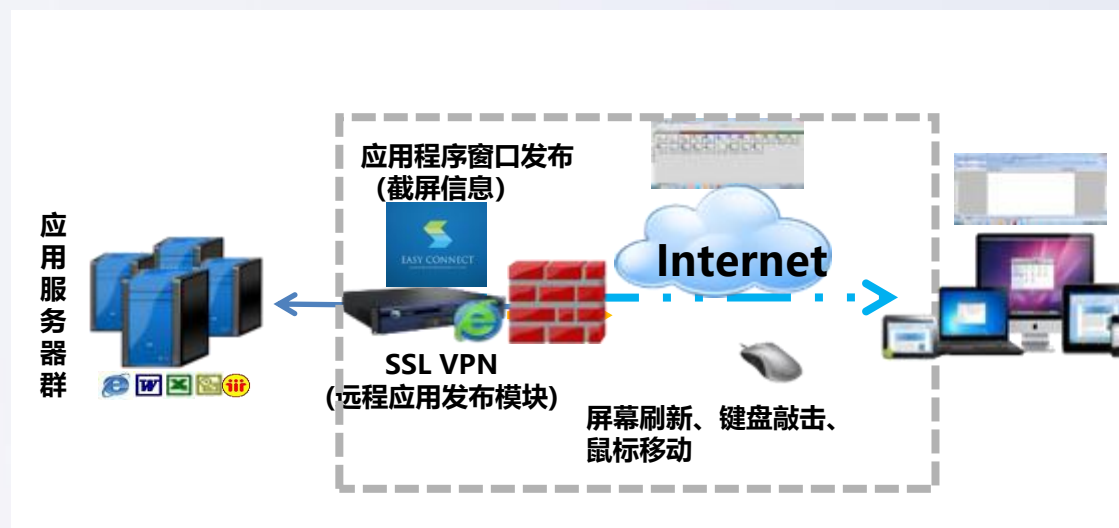 应用服务器群
应用程序窗口发布
（截屏信息）
EASY CONNECT
SSL VPN
(远程应用发布模块)
Internet
屏幕刷新、键盘敲击、
鼠标移动